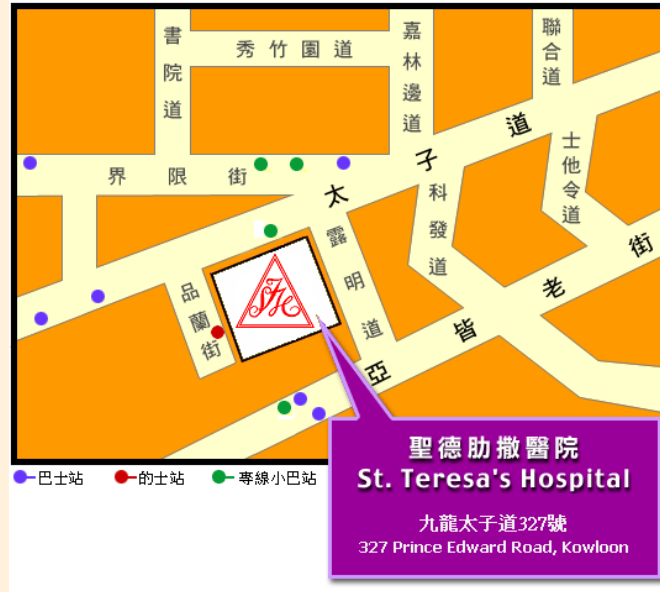 書院道
秀竹園道
嘉林邊道
聯合道
士他令道
太子道
界限街
科發道
露明道
品蘭街
亞皆老街
STH
巴士站
的士站
專線小巴站
聖德肋撒醫院
St. Teresa's Hospital
九龍太子道327號
327 Prince Edward Road, Kowloon